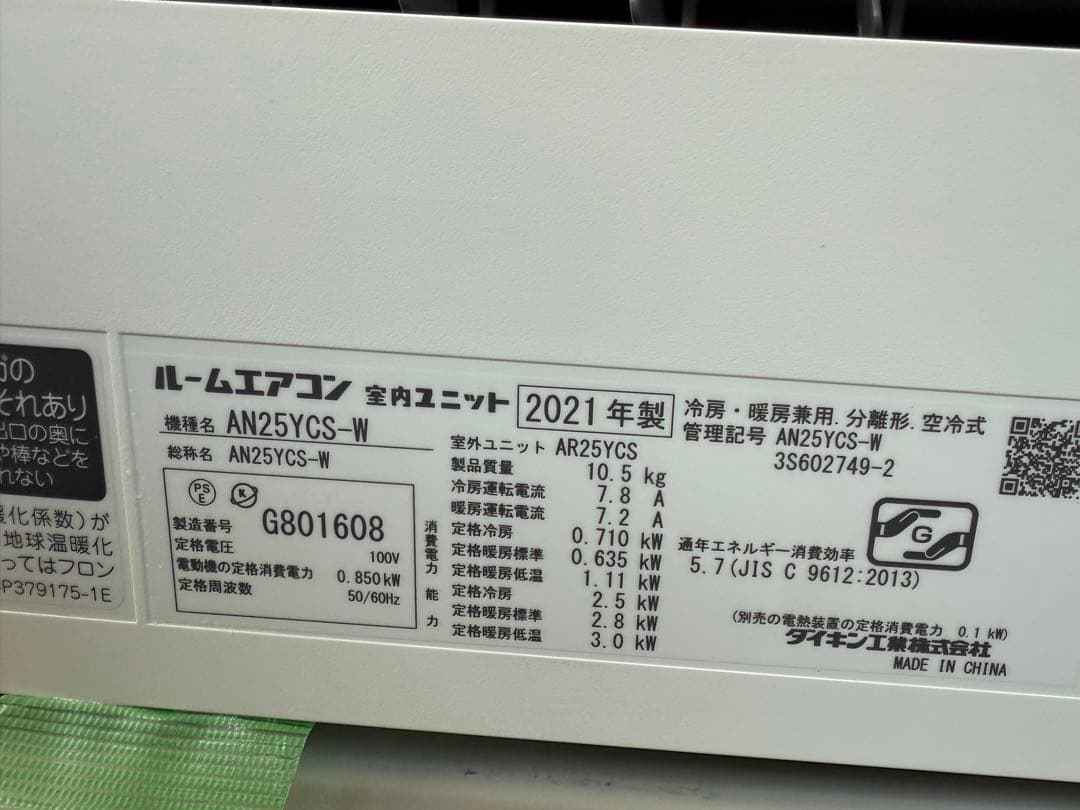 ガの
それあり
出口の奥に
や棒などを
れない
暖化係数)が
地球温暖化
ってはフロン
P379175-1E
ルームエアコン 室内ユニット 2021年製
機種名 AN25YCS-W
総称名 AN25YCS-W
PS
E
K
製造番号 G801608
定格電圧 100V
電動機の定格消費電力 0.850kW
定格周波数 50/60Hz
室外ユニット AR25YCS
製品質量 10.5 kg
冷房運転電流 7.8 A
暖房運転電流 7.2 A
消費電力
定格冷房 0.710 kW
定格暖房標準 0.635 kW
定格暖房低温 1.11 kW
能力
定格冷房 2.5 kW
定格暖房標準 2.8 kW
定格暖房低温 3.0 kW
冷房・暖房兼用.分離形.空冷式
管理記号 AN25YCS-W
3S602749-2
G
通年エネルギー消費効率
5.7(JIS C 9612:2013)
(別売の電熱装置の定格消費電力 0.1 kW)
ダイキン工業株式会社
MADE IN CHINA